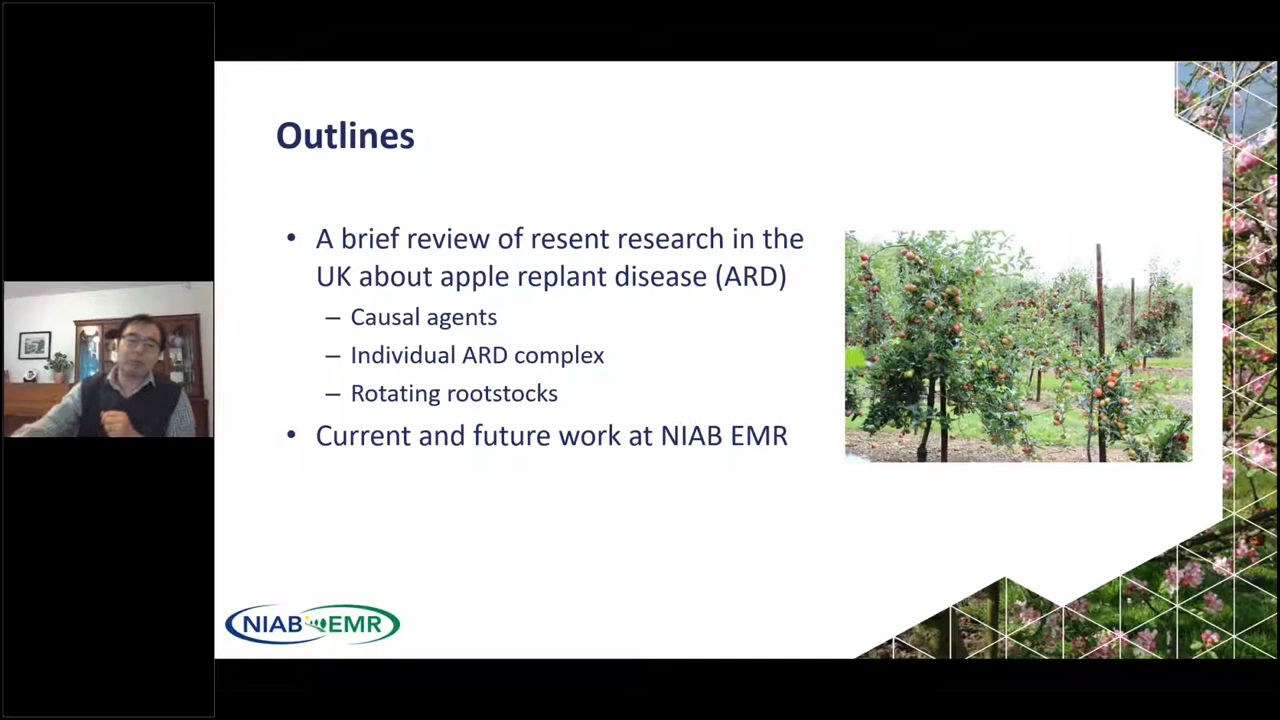 Outlines
• A brief review of resent research in the
UK about apple replant disease (ARD)
– Causal agents
– Individual ARD complex
– Rotating rootstocks
• Current and future work at NIAB EMR
NIAB EMR